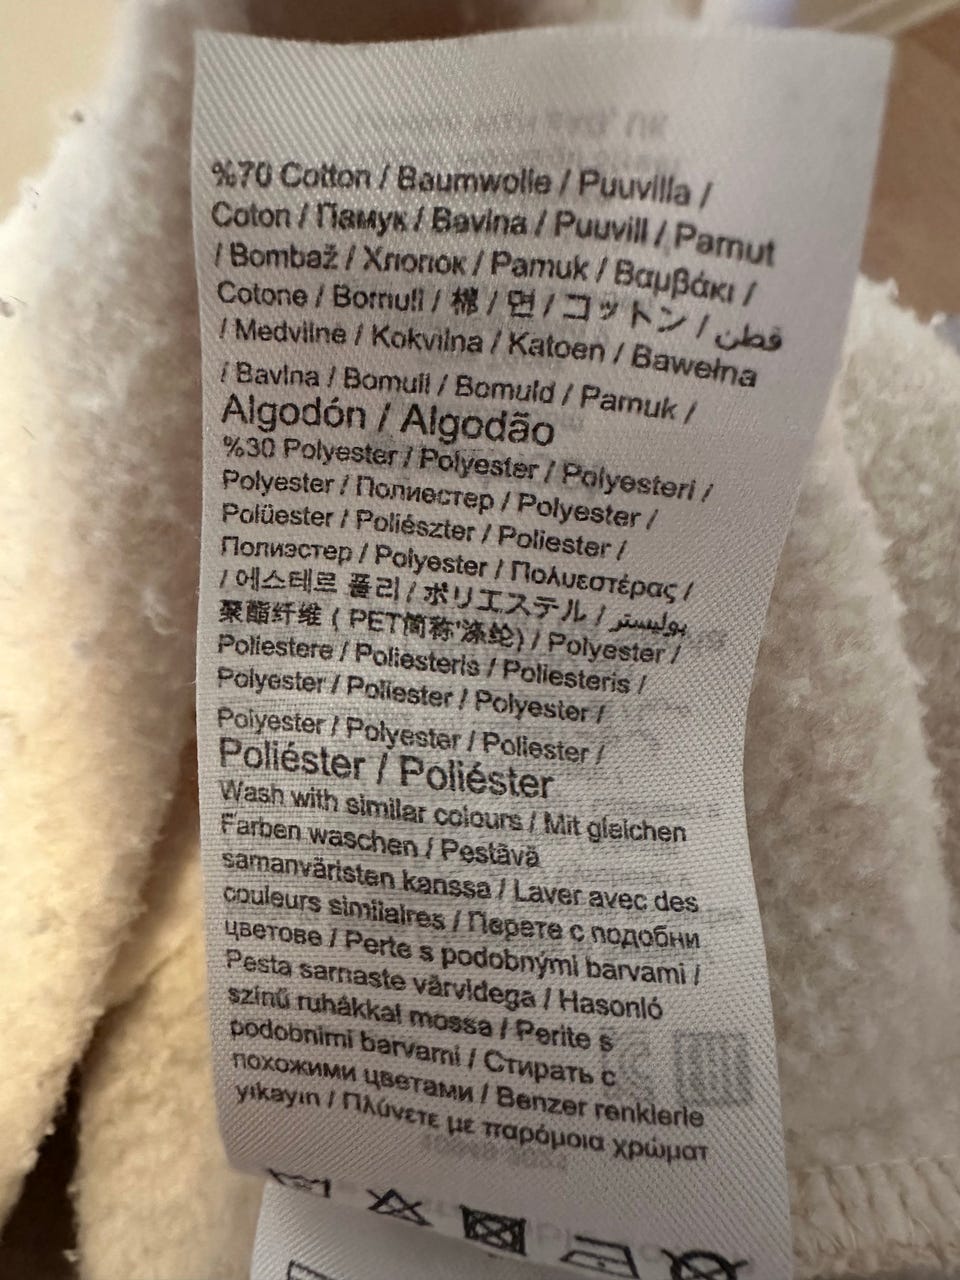 %70 Cotton / Baumwolle / Puuvilla /
Coton / Памук / Bavlna / Puuvill / Pamut
/ Bombaž / Хлопок / Pamuk / Βαμβάκι /
Cotone / Bomull / 棉 / 면 / コットン / قطن
/ Medvilne / Kokvilna / Katoen / Bawełna
/ Bavlna / Bomull / Bomuld / Pamuk /
Algodón / Algodão
%30 Polyester / Polyester / Polyesteri /
Polyester / Полиестер / Polyester /
Polüester / Poliészter / Poliester /
Полиэстер / Polyester / Πολυεστέρας /
/ 에스테르 폴리 / ポリエステル / بوليستر
聚酯纤维 ( PET简称'涤纶) / Polyester /
Poliestere / Poliesteris / Poliesteris /
Polyester / Poliester / Polyester /
Polyester / Polyester / Poliester /
Poliéster / Poliéster
Wash with similar colours / Mit gleichen
Farben waschen / Pestävä
samanväristen kanssa / Laver avec des
couleurs similaires / Перете с подобни
цветове / Perte s podobnými barvami /
Pesta sarnaste värvidega / Hasonló
színű ruhákkal mossa / Perite s
podobnimi barvami / Стирать с
похожими цветами / Benzer renklerle
yıkayın / Πλύνετε με παρόμοια χρώματ